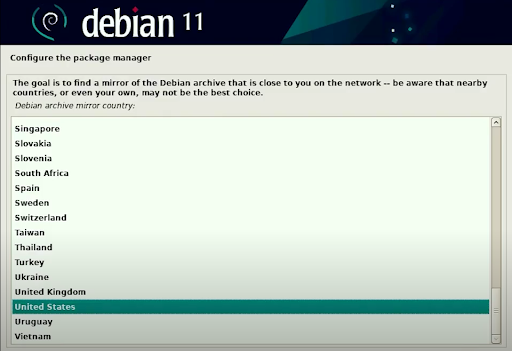 debian 11
Configure the package manager
The goal is to find a mirror of the Debian archive that is close to you on the network -- be aware that nearby
countries, or even your own, may not be the best choice.
Debian archive mirror country:
Singapore
Slovakia
Slovenia
South Africa
Spain
Sweden
Switzerland
Taiwan
Thailand
Turkey
Ukraine
United Kingdom
United States
Uruguay
Vietnam